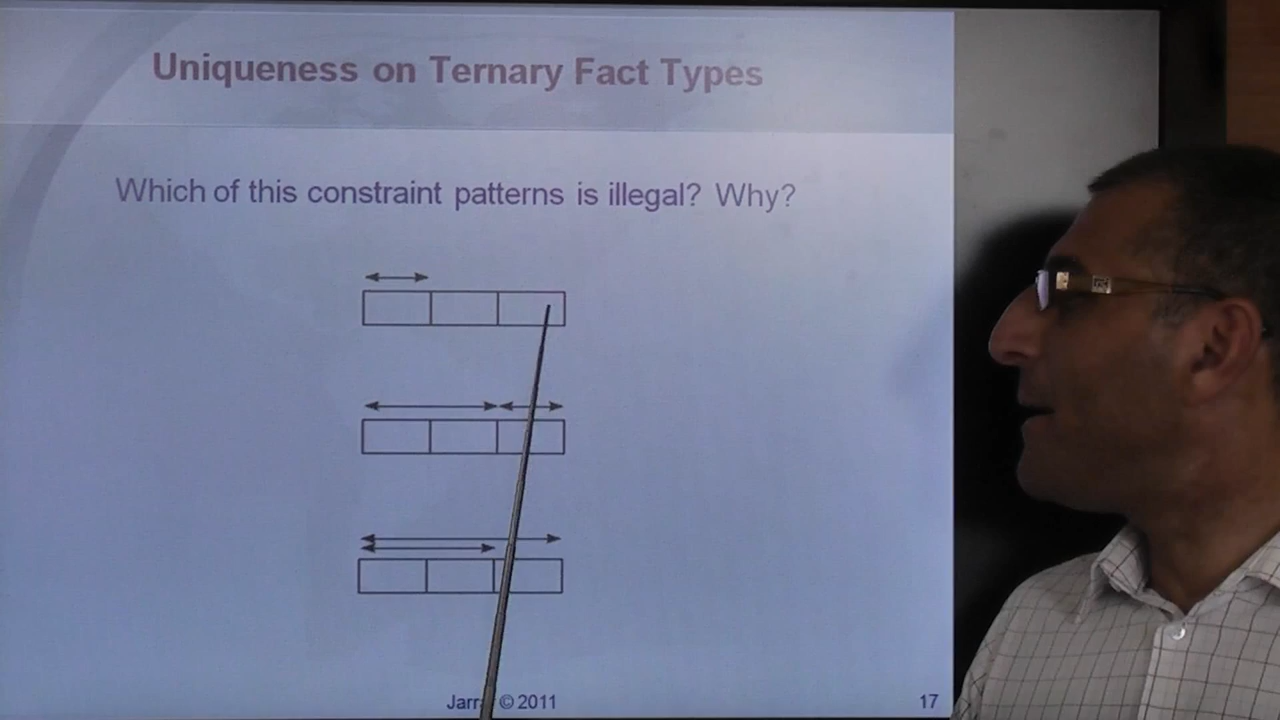 Uniqueness on Ternary Fact Types
Which of this constraint patterns is illegal? Why?
© 2011
17